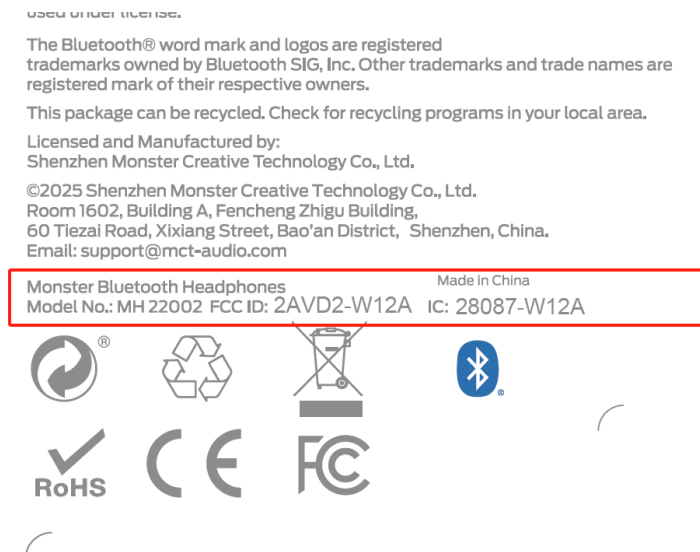 used under license.
The Bluetooth® word mark and logos are registered
trademarks owned by Bluetooth SIG, Inc. Other trademarks and trade names are
registered mark of their respective owners.
This package can be recycled. Check for recycling programs in your local area.
Licensed and Manufactured by:
Shenzhen Monster Creative Technology Co., Ltd.
©2025 Shenzhen Monster Creative Technology Co., Ltd.
Room 1602, Building A, Fencheng Zhigu Building,
60 Tiezai Road, Xixiang Street, Bao'an District, Shenzhen, China.
Email: support@mct-audio.com
Monster Bluetooth Headphones Made in China
Model No.: MH 22002 FCC ID: 2AVD2-W12A IC: 28087-W12A
®
®
RoHS CE FC